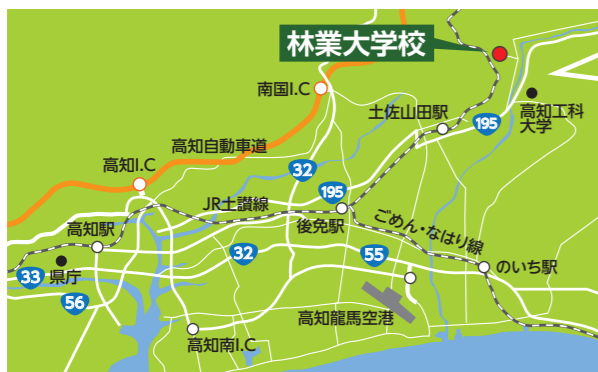 林業大学校
南国I.C
土佐山田駅
195
高知工科
大学
高知自動車道
高知I.C
32
195
JR土讃線
後免駅
ごめん・なはり線
高知駅
32
55
のいち駅
33
県庁
56
高知龍馬空港
高知南I.C